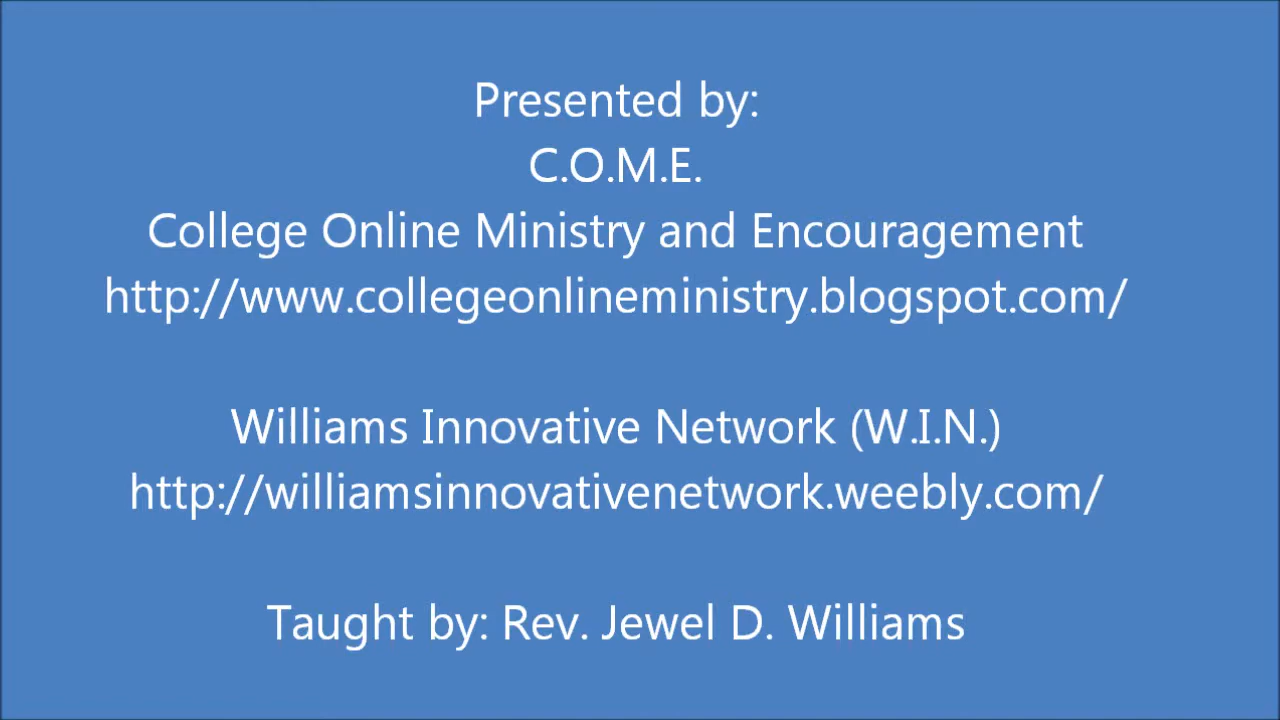 Presented by:
C.O.M.E.
College Online Ministry and Encouragement
http://www.collegeonlineministry.blogspot.com/
Williams Innovative Network (W.I.N.)
http://williamsinnovativenetwork.weebly.com/
Taught by: Rev. Jewel D. Williams